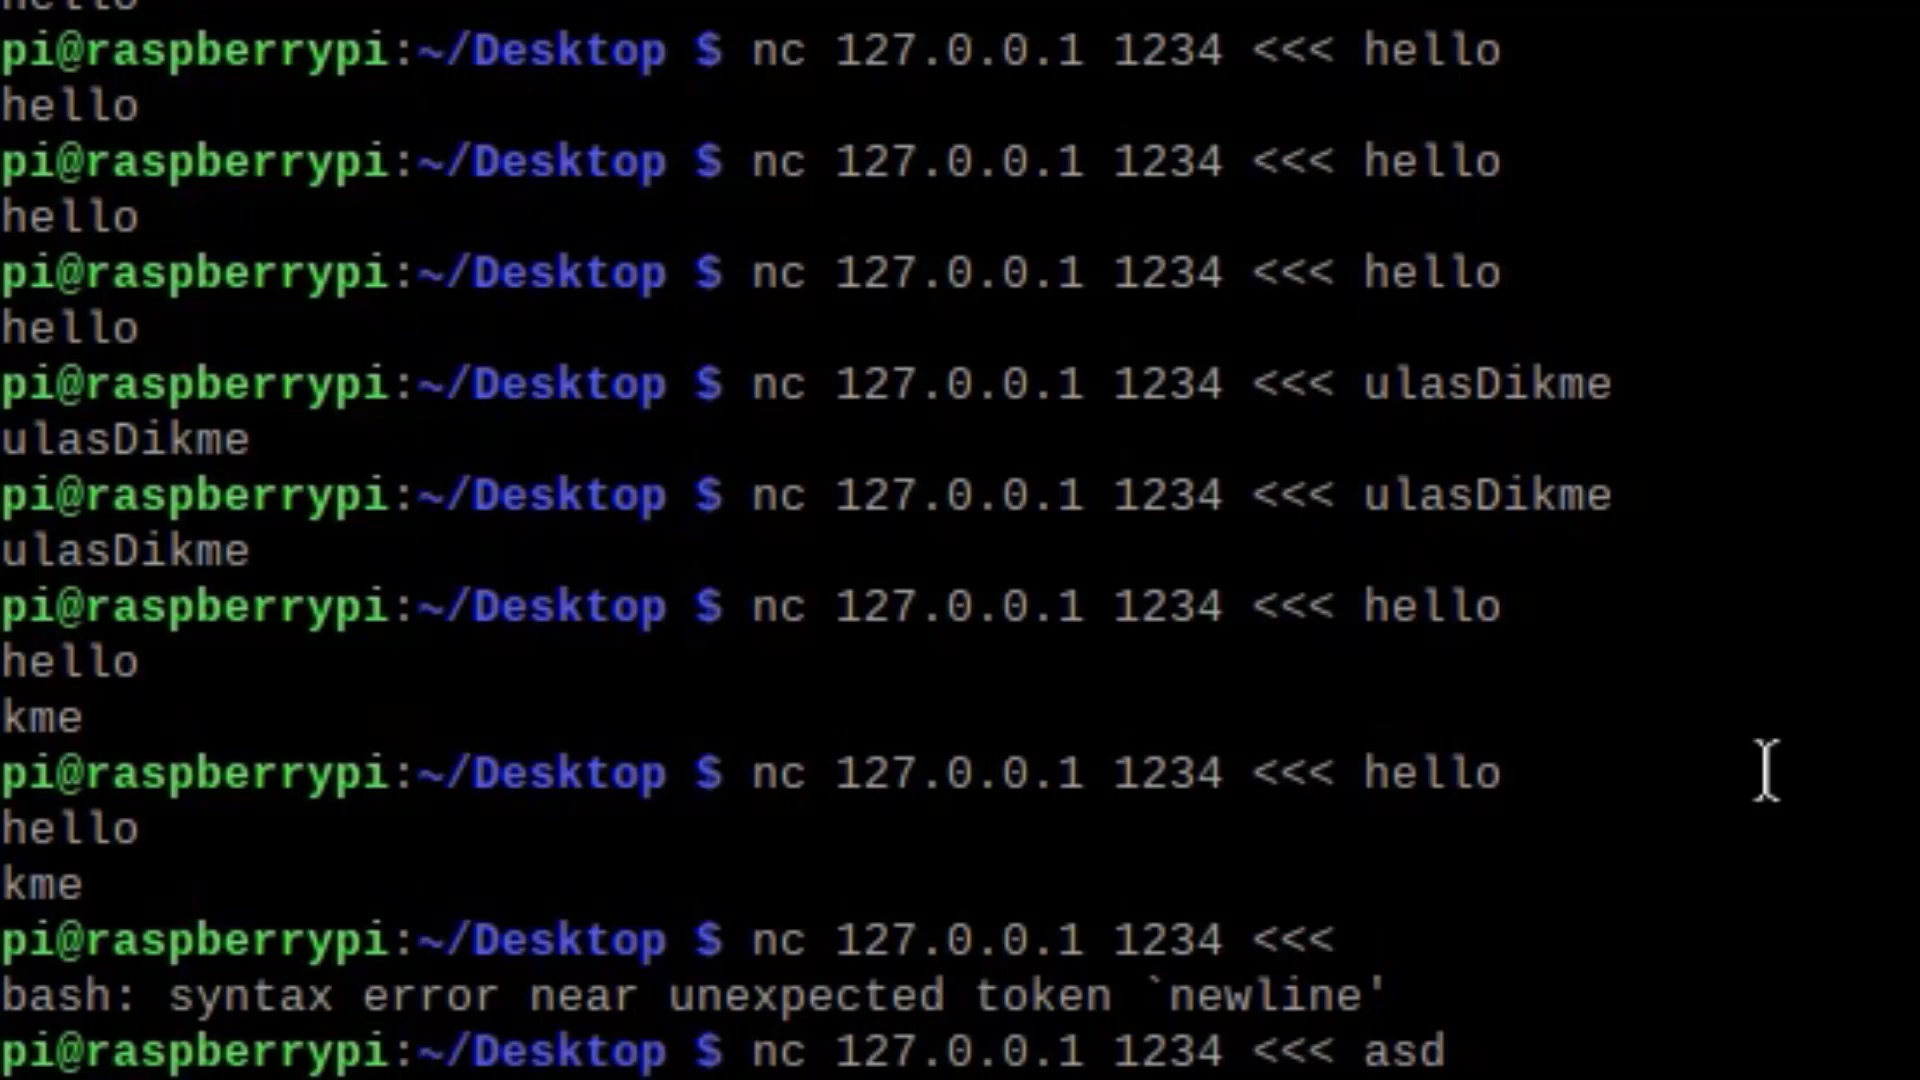 hello
pi@raspberrypi:~/Desktop $ nc 127.0.0.1 1234 <<< hello
hello
pi@raspberrypi:~/Desktop $ nc 127.0.0.1 1234 <<< hello
hello
pi@raspberrypi:~/Desktop $ nc 127.0.0.1 1234 <<< hello
hello
pi@raspberrypi:~/Desktop $ nc 127.0.0.1 1234 <<< ulasDikme
ulasDikme
pi@raspberrypi:~/Desktop $ nc 127.0.0.1 1234 <<< ulasDikme
ulasDikme
pi@raspberrypi:~/Desktop $ nc 127.0.0.1 1234 <<< hello
hello
kme
pi@raspberrypi:~/Desktop $ nc 127.0.0.1 1234 <<< hello
hello
kme
pi@raspberrypi:~/Desktop $ nc 127.0.0.1 1234 <<<
bash: syntax error near unexpected token `newline'
pi@raspberrypi:~/Desktop $ nc 127.0.0.1 1234 <<< asd